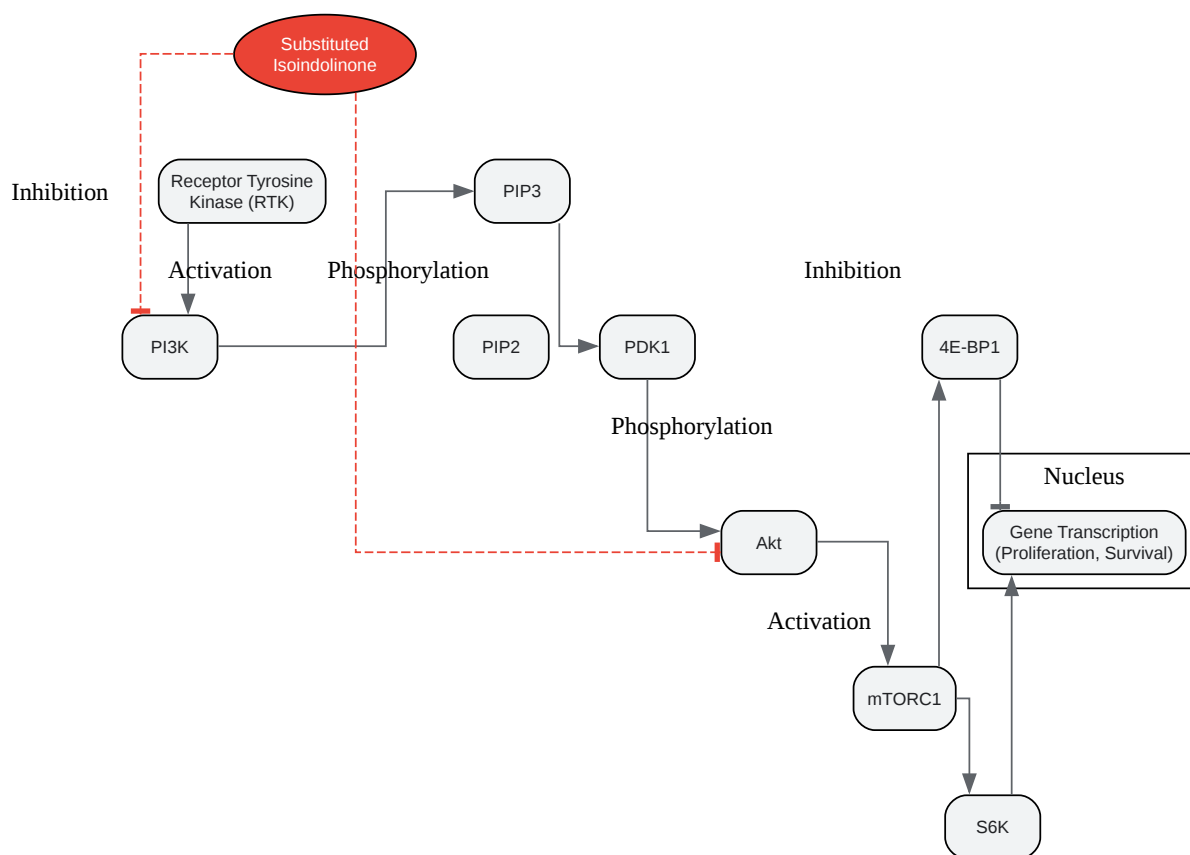 Substituted
Isoindolinone
Inhibition
Receptor Tyrosine
Kinase (RTK)
PIP3
Activation
Phosphorylation
Inhibition
PI3K
PIP2
PDK1
4E-BP1
Phosphorylation
Nucleus
Akt
Gene Transcription
(Proliferation, Survival)
Activation
mTORC1
S6K